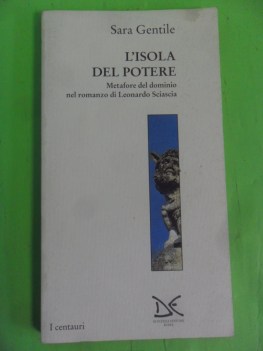 Sara Gentile
L'ISOLA
DEL POTERE
Metafore del dominio
nel romanzo di Leonardo Sciascia
I centauri